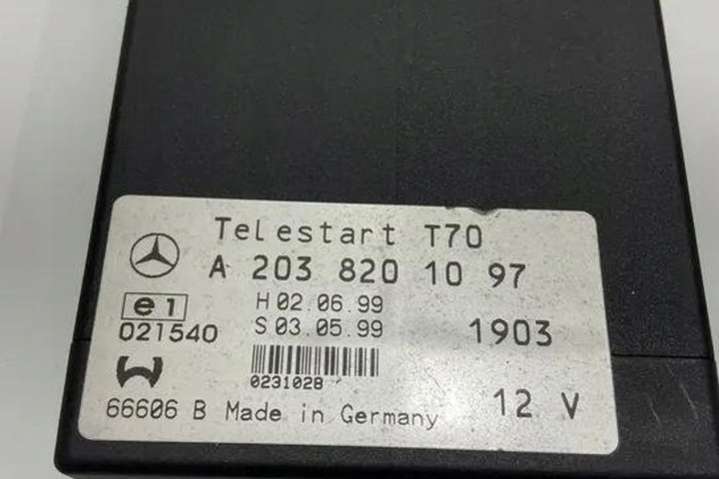 Telestart T70
A 203 820 10 97
e1
H 02.06.99
021540
S 03.05.99
1903
0231028
66606 B Made in Germany
12 V